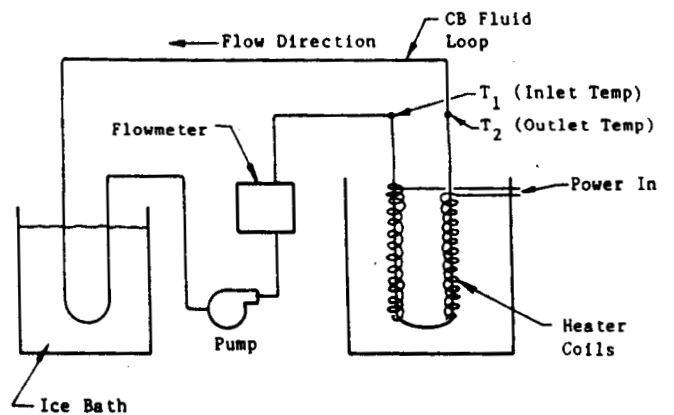 CB Fluid
Loop
Flow Direction
T1 (Inlet Temp)
T2 (Outlet Temp)
Flowmeter
Power In
Pump
Heater
Coils
Ice Bath